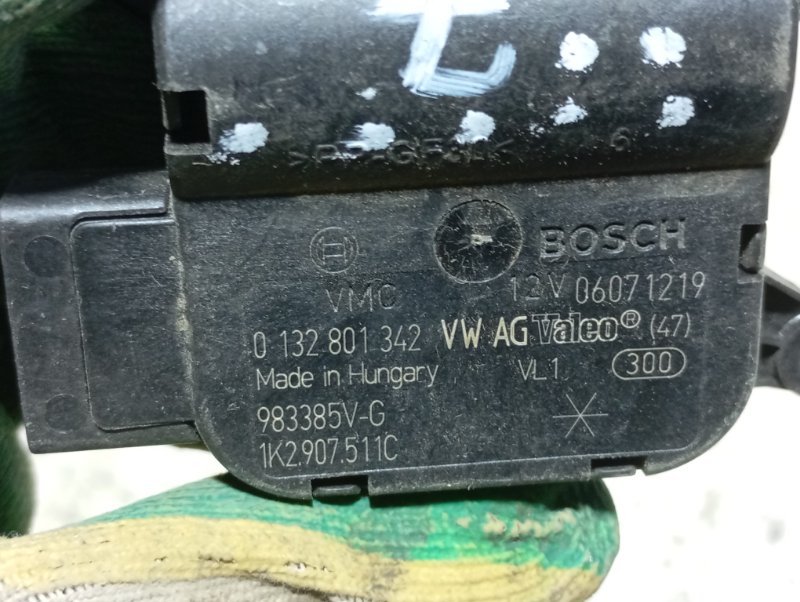 BOSCH
VMC 12V 06071219
0 132 801 342 VW AG Valeo® (47)
Made in Hungary VL1 300
983385V-G
1K2.907.511C